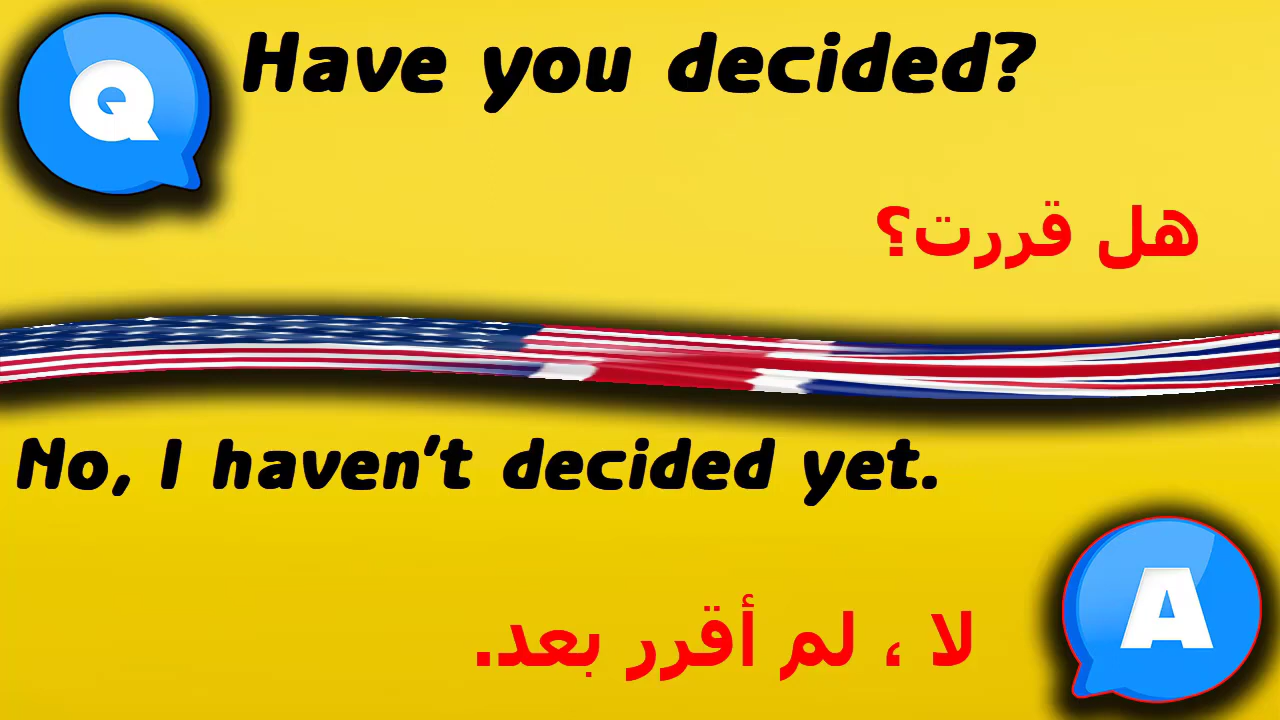 Q
Have you decided?
هل قررت؟
No, I haven't decided yet.
لا ، لم أقرر بعد.
A